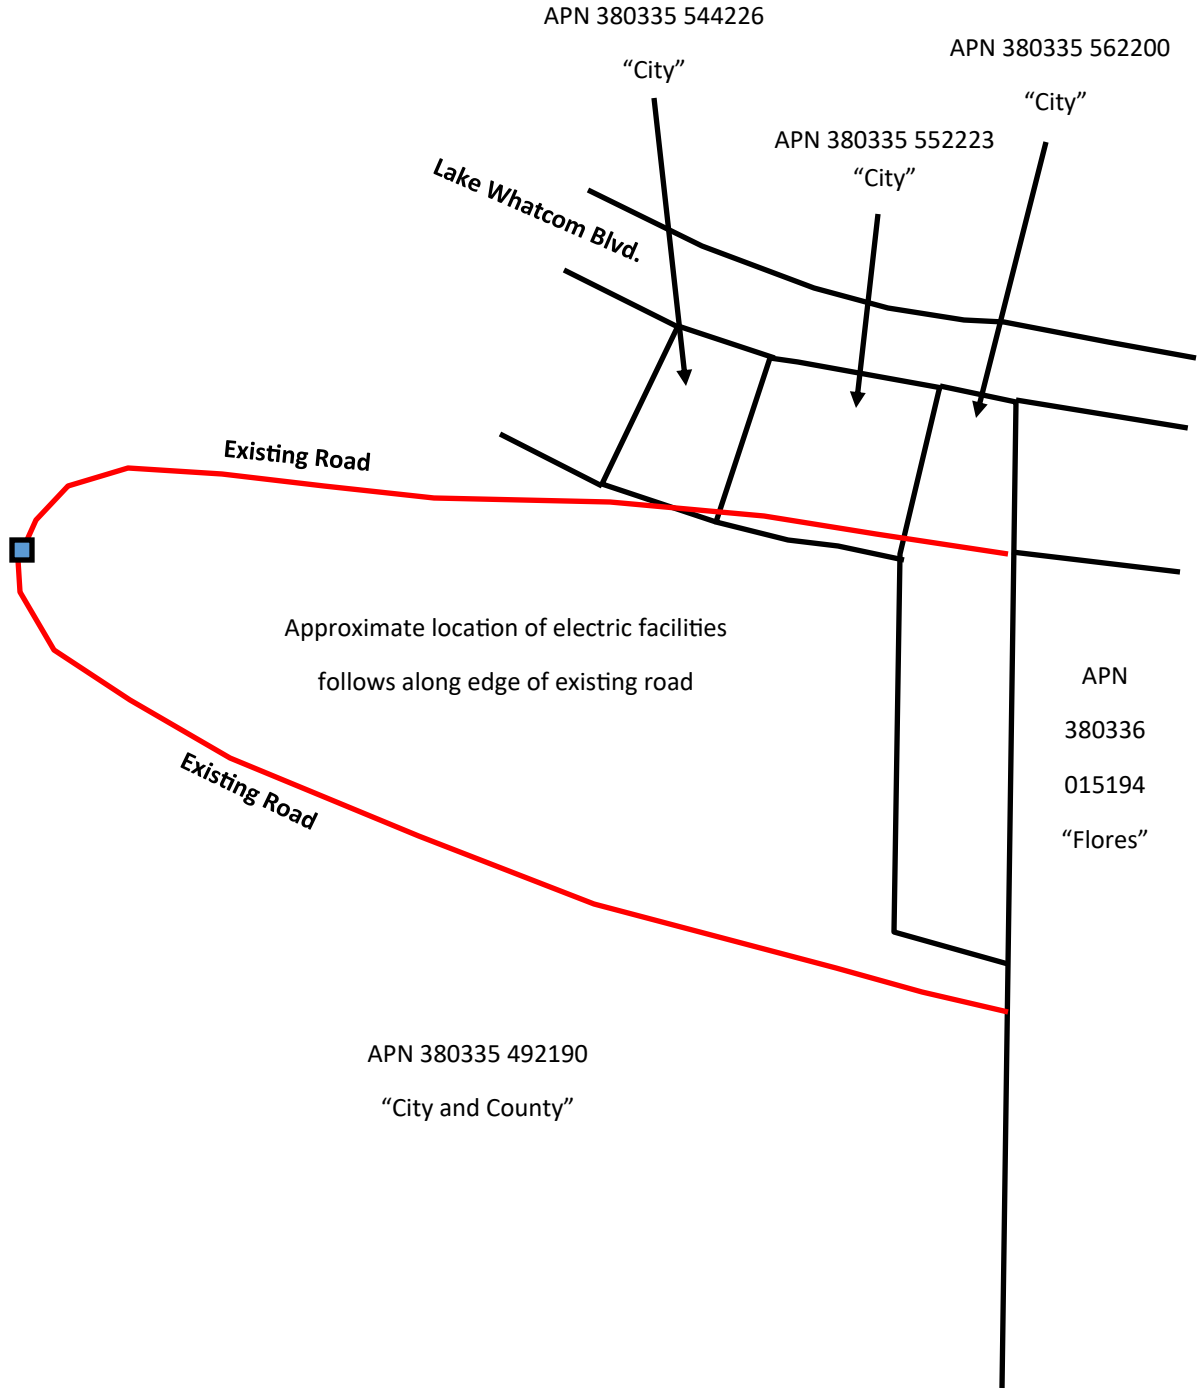 APN 380335 544226
“City”
APN 380335 562200
“City”
APN 380335 552223
“City”
Lake Whatcom Blvd.
Existing Road
Approximate location of electric facilities
follows along edge of existing road
APN
380336
015194
“Flores”
Existing Road
APN 380335 492190
“City and County”